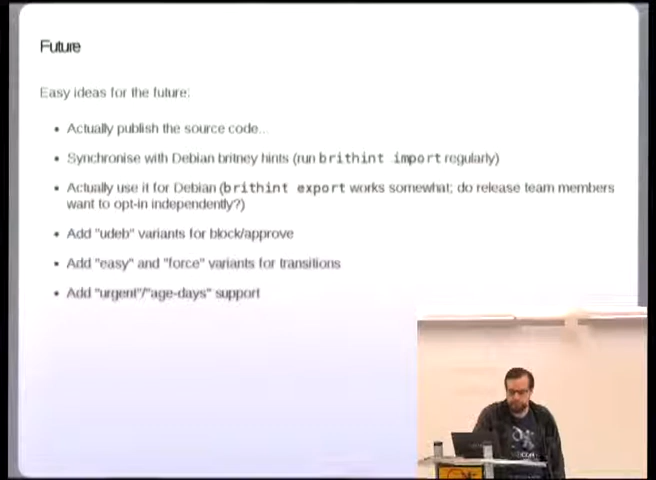 Future
Easy ideas for the future:
• Actually publish the source code...
• Synchronise with Debian britney hints (run brithint import regularly)
• Actually use it for Debian (brithint export works somewhat; do release team members
want to opt-in independently?)
• Add "udeb" variants for block/approve
• Add "easy" and "force" variants for transitions
• Add "urgent"/"age-days" support